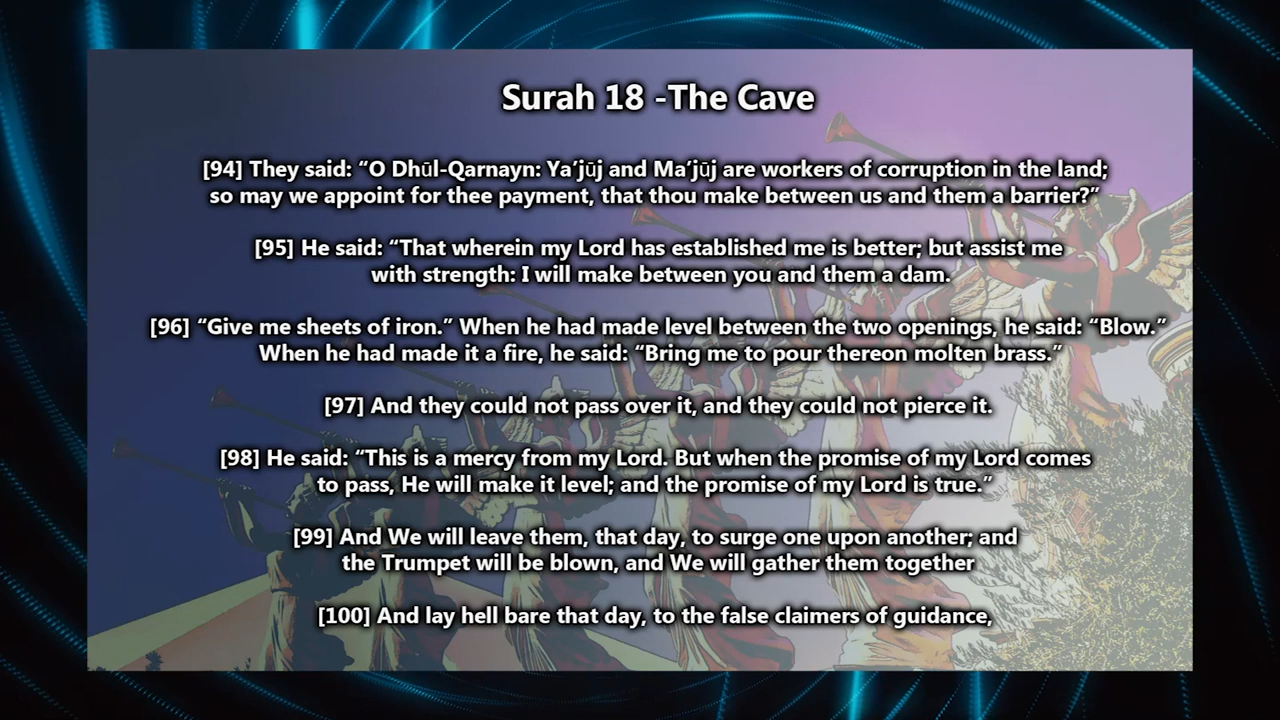 Surah 18 -The Cave
[94] They said: “O Dhūl-Qarnayn: Ya’jūj and Ma’jūj are workers of corruption in the land;
so may we appoint for thee payment, that thou make between us and them a barrier?”
[95] He said: “That wherein my Lord has established me is better; but assist me
with strength: I will make between you and them a dam.
[96] “Give me sheets of iron.” When he had made level between the two openings, he said: “Blow.”
When he had made it a fire, he said: “Bring me to pour thereon molten brass.”
[97] And they could not pass over it, and they could not pierce it.
[98] He said: “This is a mercy from my Lord. But when the promise of my Lord comes
to pass, He will make it level; and the promise of my Lord is true.”
[99] And We will leave them, that day, to surge one upon another; and
the Trumpet will be blown, and We will gather them together
[100] And lay hell bare that day, to the false claimers of guidance,